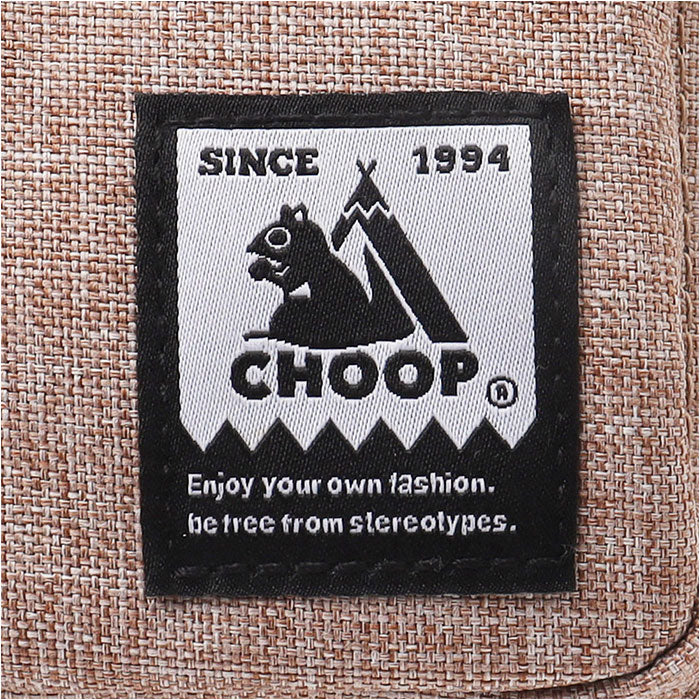 SINCE 1994
CHOOP ®
Enjoy your own fashion.
be free from stereotypes.